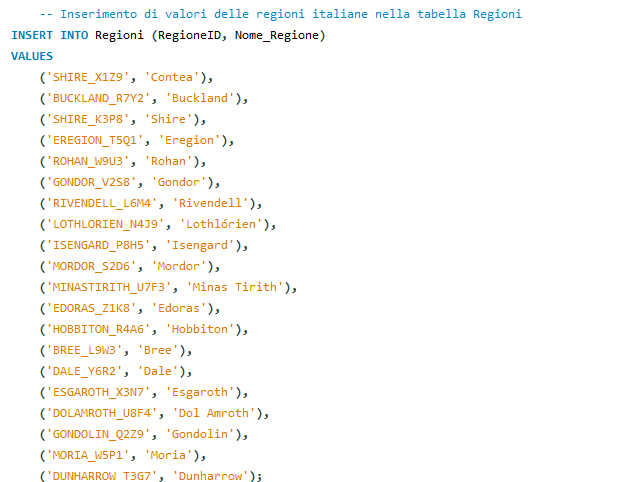 -- Inserimento di valori delle regioni italiane nella tabella Regioni
INSERT INTO Regioni (RegioneID, Nome_Regione)
VALUES
('SHIRE_X1Z9', 'Contea'),
('BUCKLAND_R7Y2', 'Buckland'),
('SHIRE_K3P8', 'Shire'),
('EREGION_T5Q1', 'Eregion'),
('ROHAN_W9U3', 'Rohan'),
('GONDOR_V2S8', 'Gondor'),
('RIVENDELL_L6M4', 'Rivendell'),
('LOTHLORIEN_N4J9', 'Lothlórien'),
('ISENGARD_P8H5', 'Isengard'),
('MORDOR_S2D6', 'Mordor'),
('MINASTIRITH_U7F3', 'Minas Tirith'),
('EDORAS_Z1K8', 'Edoras'),
('HOBBITON_R4A6', 'Hobbiton'),
('BREE_L9W3', 'Bree'),
('DALE_Y6R2', 'Dale'),
('ESGAROTH_X3N7', 'Esgaroth'),
('DOLAMROTH_U8F4', 'Dol Amroth'),
('GONDOLIN_Q2Z9', 'Gondolin'),
('MORIA_W5P1', 'Moria'),
('DUNHARROW_T3G7', 'Dunharrow');